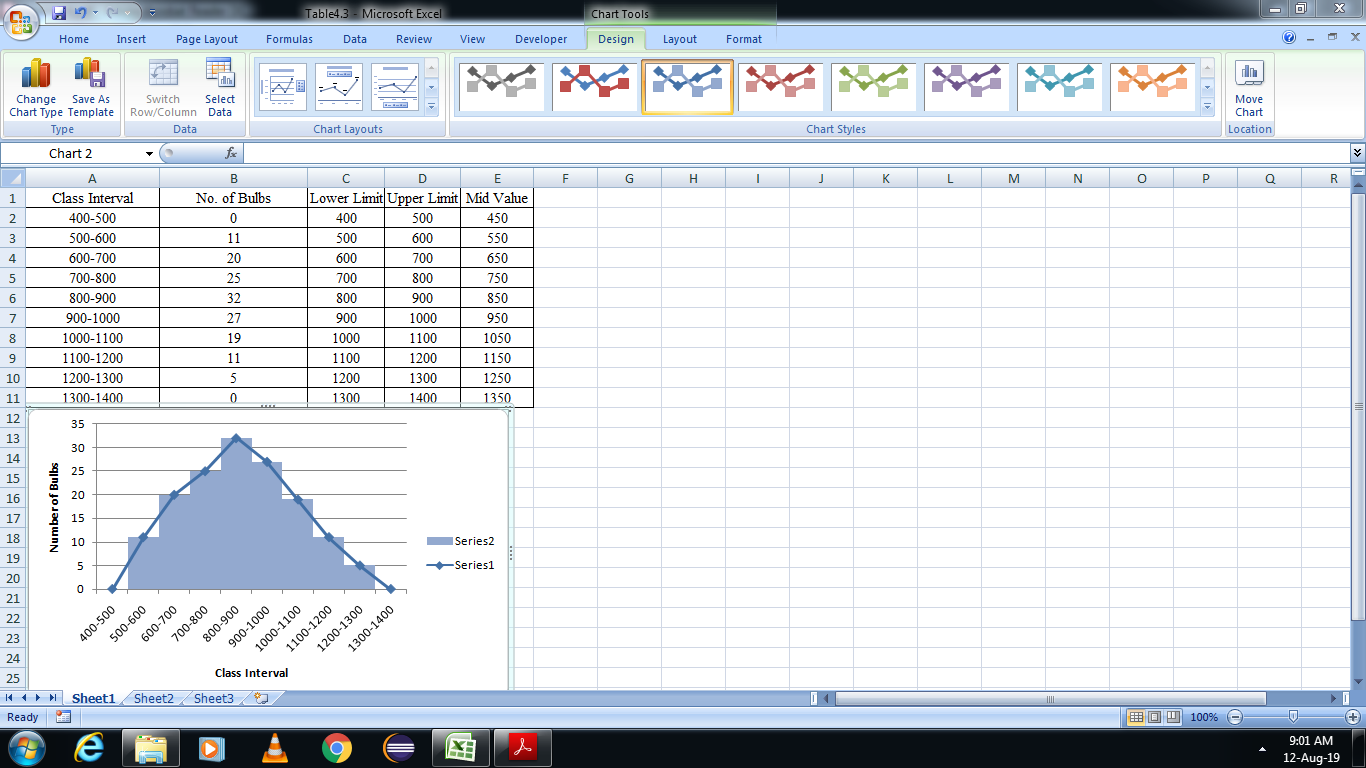 Table4.3 - Microsoft Excel Chart Tools
Home Insert Page Layout Formulas Data Review View Developer Design Layout Format
Change Chart Type Save As Template Switch Row/Column Select Data Move Chart
Type Data Chart Layouts Chart Styles Location
Chart 2 fx
A B C D E F G H I J K L M N O P Q R
1 Class Interval No. of Bulbs Lower Limit Upper Limit Mid Value
2 400-500 0 400 500 450
3 500-600 11 500 600 550
4 600-700 20 600 700 650
5 700-800 25 700 800 750
6 800-900 32 800 900 850
7 900-1000 27 900 1000 950
8 1000-1100 19 1000 1100 1050
9 1100-1200 11 1100 1200 1150
10 1200-1300 5 1200 1300 1250
11 1300-1400 0 1300 1400 1350
12
13
14
15
16
17
18
19
20
21
22
23
24
25
35
30
25
20
15
10
5
0
Number of Bulbs
Series2
Series1
400-500 500-600 600-700 700-800 800-900 900-1000 1000-1100 1100-1200 1200-1300 1300-1400
Class Interval
Sheet1 Sheet2 Sheet3
Ready 100%
9:01 AM
12-Aug-19